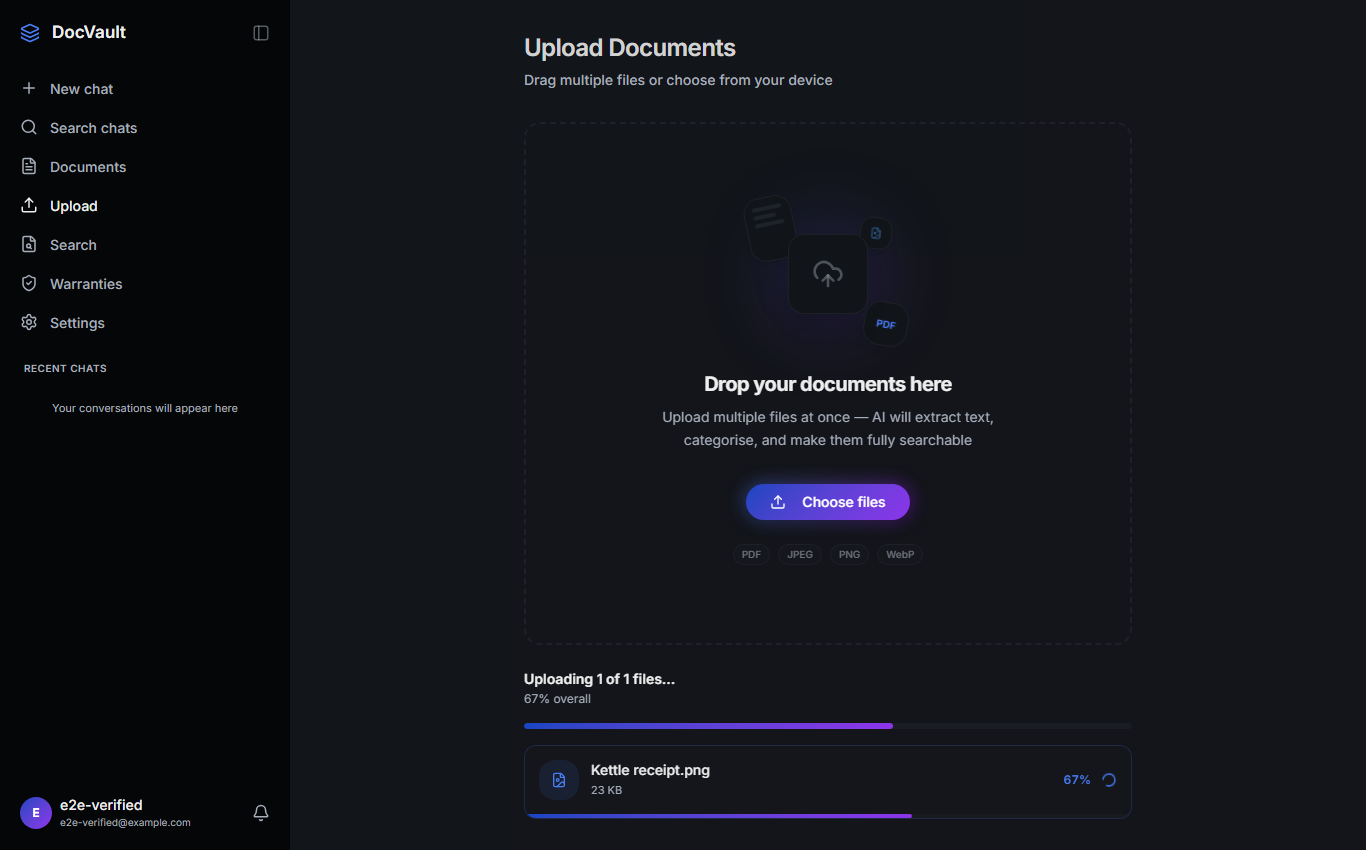 DocVault
New chat
Search chats
Documents
Upload
Search
Warranties
Settings
RECENT CHATS
Your conversations will appear here
E
e2e-verified
e2e-verified@example.com
Upload Documents
Drag multiple files or choose from your device
PDF
Drop your documents here
Upload multiple files at once — AI will extract text,
categorise, and make them fully searchable
Choose files
PDF JPEG PNG WebP
Uploading 1 of 1 files...
67% overall
Kettle receipt.png
23 KB
67%